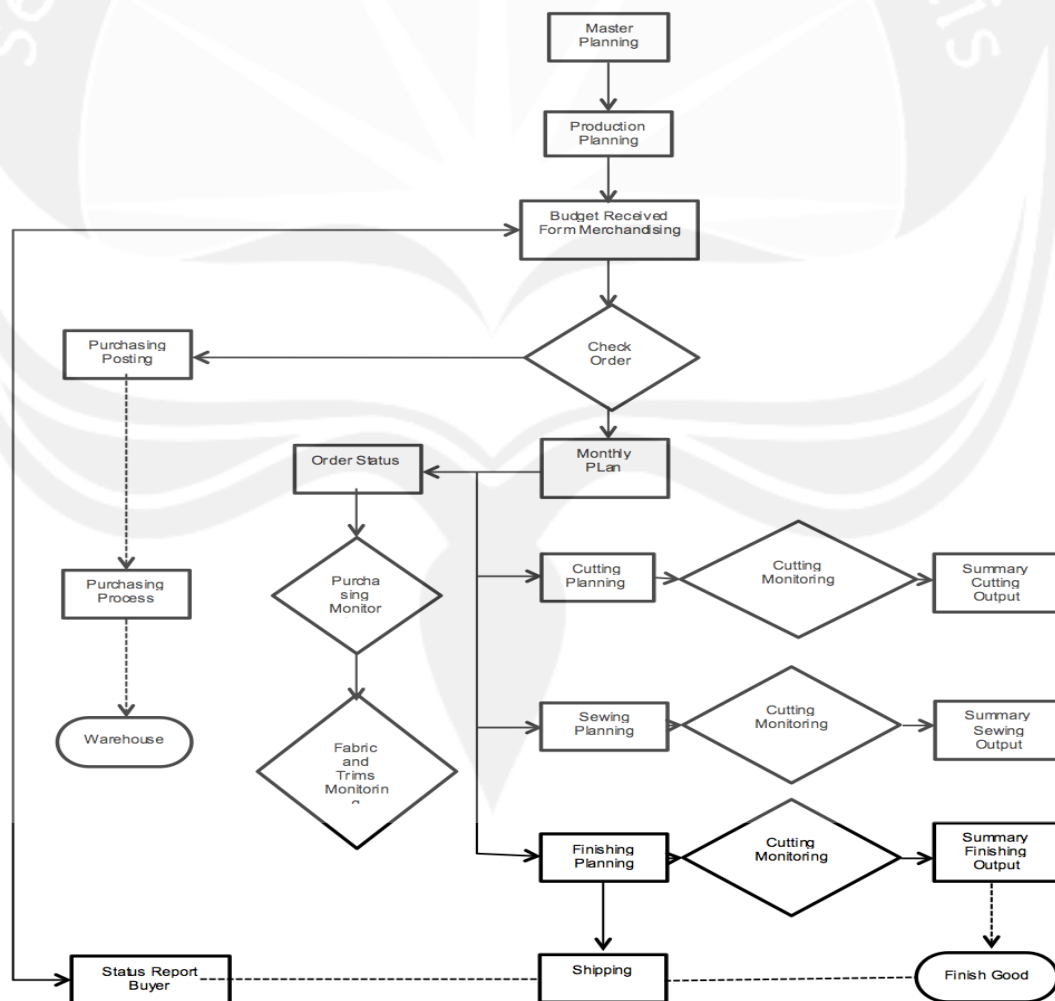 Master
Planning
Production
Planning
Budget Received
Form Merchandising
Purchasing
Posting
Check
Order
Order Status
Monthly
PLan
Purchasing
Process
Purcha
sing
Monitor
Cutting
Planning
Cutting
Monitoring
Summary
Cutting
Output
Warehouse
Fabric
and
Trims
Monitorin
g
Sewing
Planning
Cutting
Monitoring
Summary
Sewing
Output
Finishing
Planning
Cutting
Monitoring
Summary
Finishing
Output
Status Report
Buyer
Shipping
Finish Good